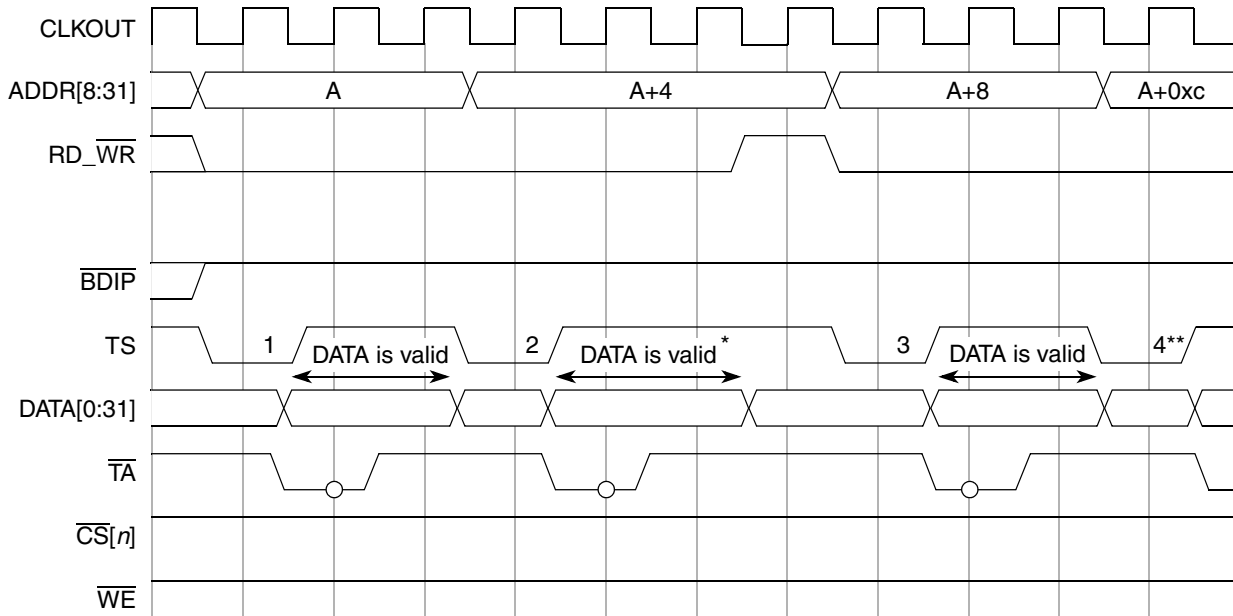 CLKOUT
ADDR[8:31] A A+4 A+8 A+0xc
RD_WR
BDIP
TS 1 2 3 4**
DATA is valid DATA is valid* DATA is valid
DATA[0:31]
TA
CS[n]
WE